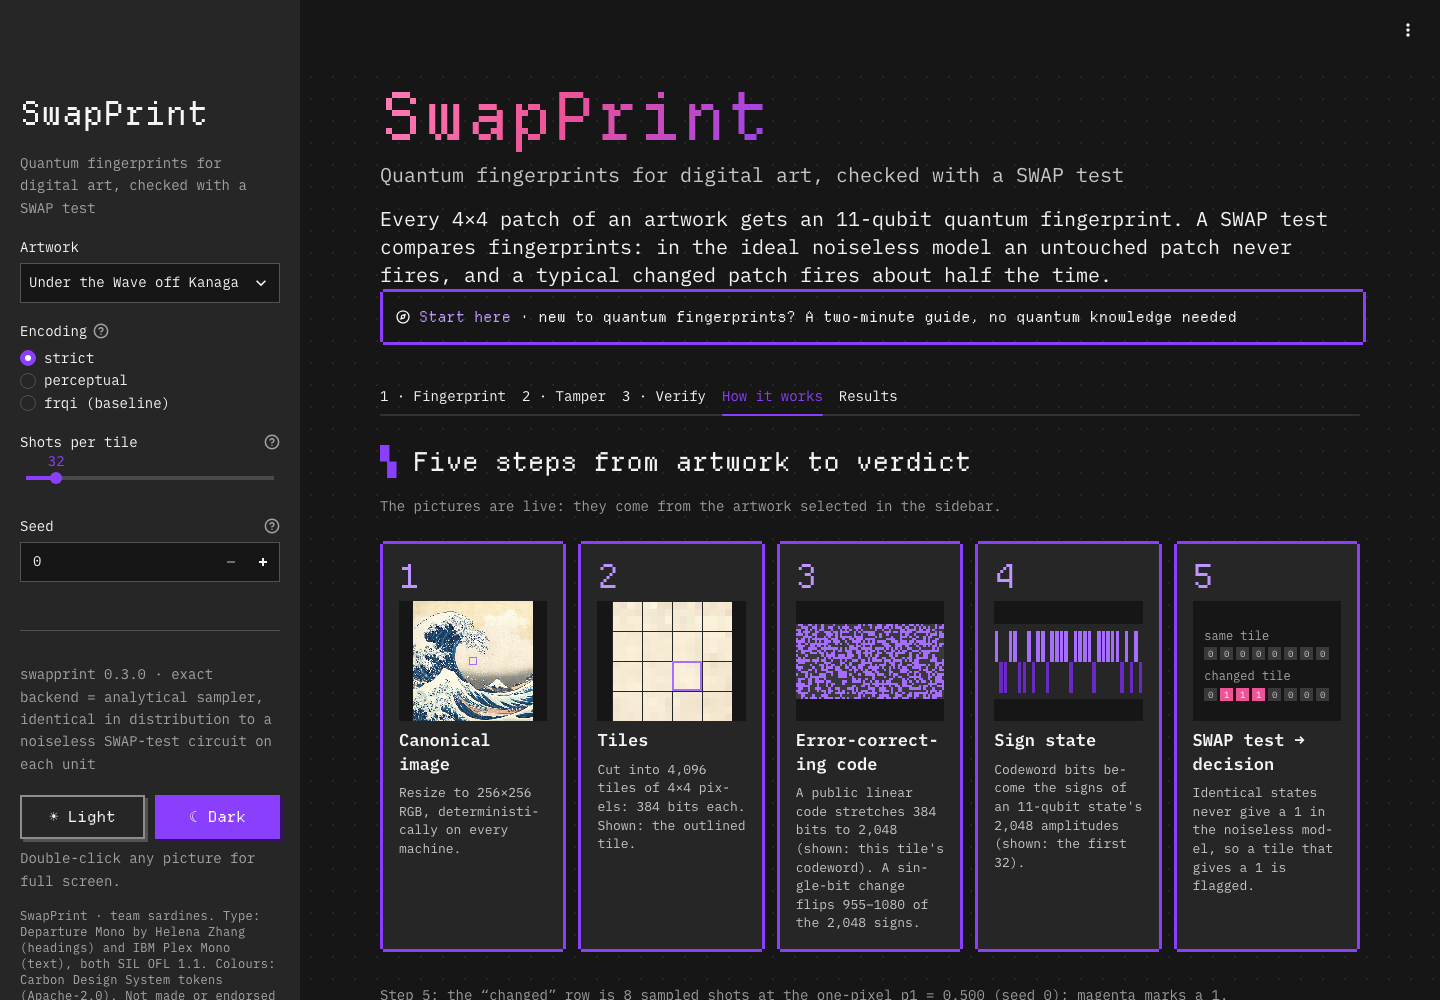 SwapPrint
Quantum fingerprints for
digital art, checked with a
SWAP test
Artwork
Under the Wave off Kanaga
Encoding
strict
perceptual
frqi (baseline)
Shots per tile
32
Seed
0
swapprint 0.3.0 · exact
backend = analytical sampler,
identical in distribution to a
noiseless SWAP-test circuit on
each unit
☀ Light
☾ Dark
Double-click any picture for
full screen.
SwapPrint · team sardines. Type:
Departure Mono by Helena Zhang
(headings) and IBM Plex Mono
(text), both SIL OFL 1.1. Colours:
Carbon Design System tokens
(Apache-2.0). Not made or endorsed
SwapPrint
Quantum fingerprints for digital art, checked with a SWAP test
Every 4×4 patch of an artwork gets an 11-qubit quantum fingerprint. A SWAP test
compares fingerprints: in the ideal noiseless model an untouched patch never
fires, and a typical changed patch fires about half the time.
Start here · new to quantum fingerprints? A two-minute guide, no quantum knowledge needed
1 · Fingerprint 2 · Tamper 3 · Verify How it works Results
Five steps from artwork to verdict
The pictures are live: they come from the artwork selected in the sidebar.
1
Canonical
image
Resize to 256×256
RGB, deterministi-
cally on every
machine.
2
Tiles
Cut into 4,096
tiles of 4×4 pix-
els: 384 bits each.
Shown: the outlined
tile.
3
Error-correct-
ing code
A public linear
code stretches 384
bits to 2,048
(shown: this tile's
codeword). A sin-
gle-bit change
flips 955–1080 of
the 2,048 signs.
4
Sign state
Codeword bits be-
come the signs of
an 11-qubit state's
2,048 amplitudes
(shown: the first
32).
5
same tile
0 0 0 0 0 0 0 0
changed tile
0 1 1 1 0 0 0 0
SWAP test →
decision
Identical states
never give a 1 in
the noiseless mod-
el, so a tile that
gives a 1 is
flagged.
Step 5: the “changed” row is 8 sampled shots at the one-pixel p1 = 0.500 (seed 0); magenta marks a 1.